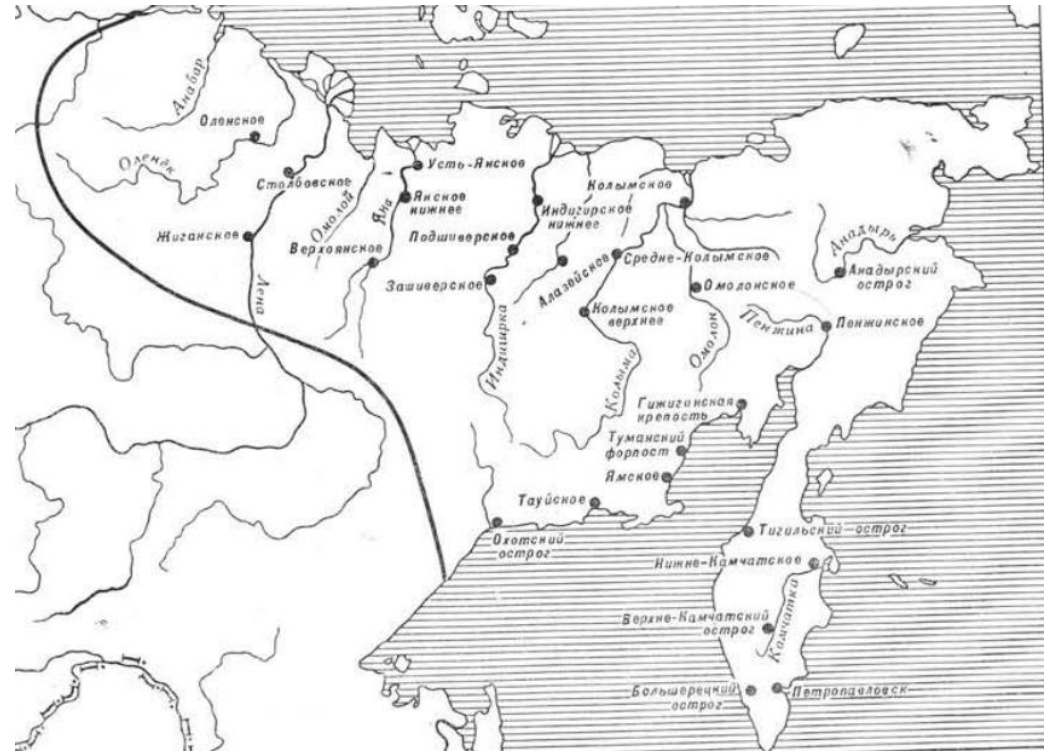 Анабар
Оленское
Оленёк
Столбовское
Жиганское
Лена
Омолой
Яна
Усть-Янское
Янское
нижнее
Верхоянское
Подшиверское
Зашиверское
Индигирское
нижнее
Индигирка
Алазейское
Колымское
Средне-Колымское
Колымское
верхнее
Колыма
Омолонское
Омолон
Анадырь
Анадырский
острог
Пенжина
Пенжинское
Гижигинская
крепость
Туманский
форпост
Ямское
Тауйское
Охотский
острог
Тигильский острог
Нижне-Камчатское
Верхне-Камчатский
острог
Камчатка
Большерецкий
острог
Петропавловск